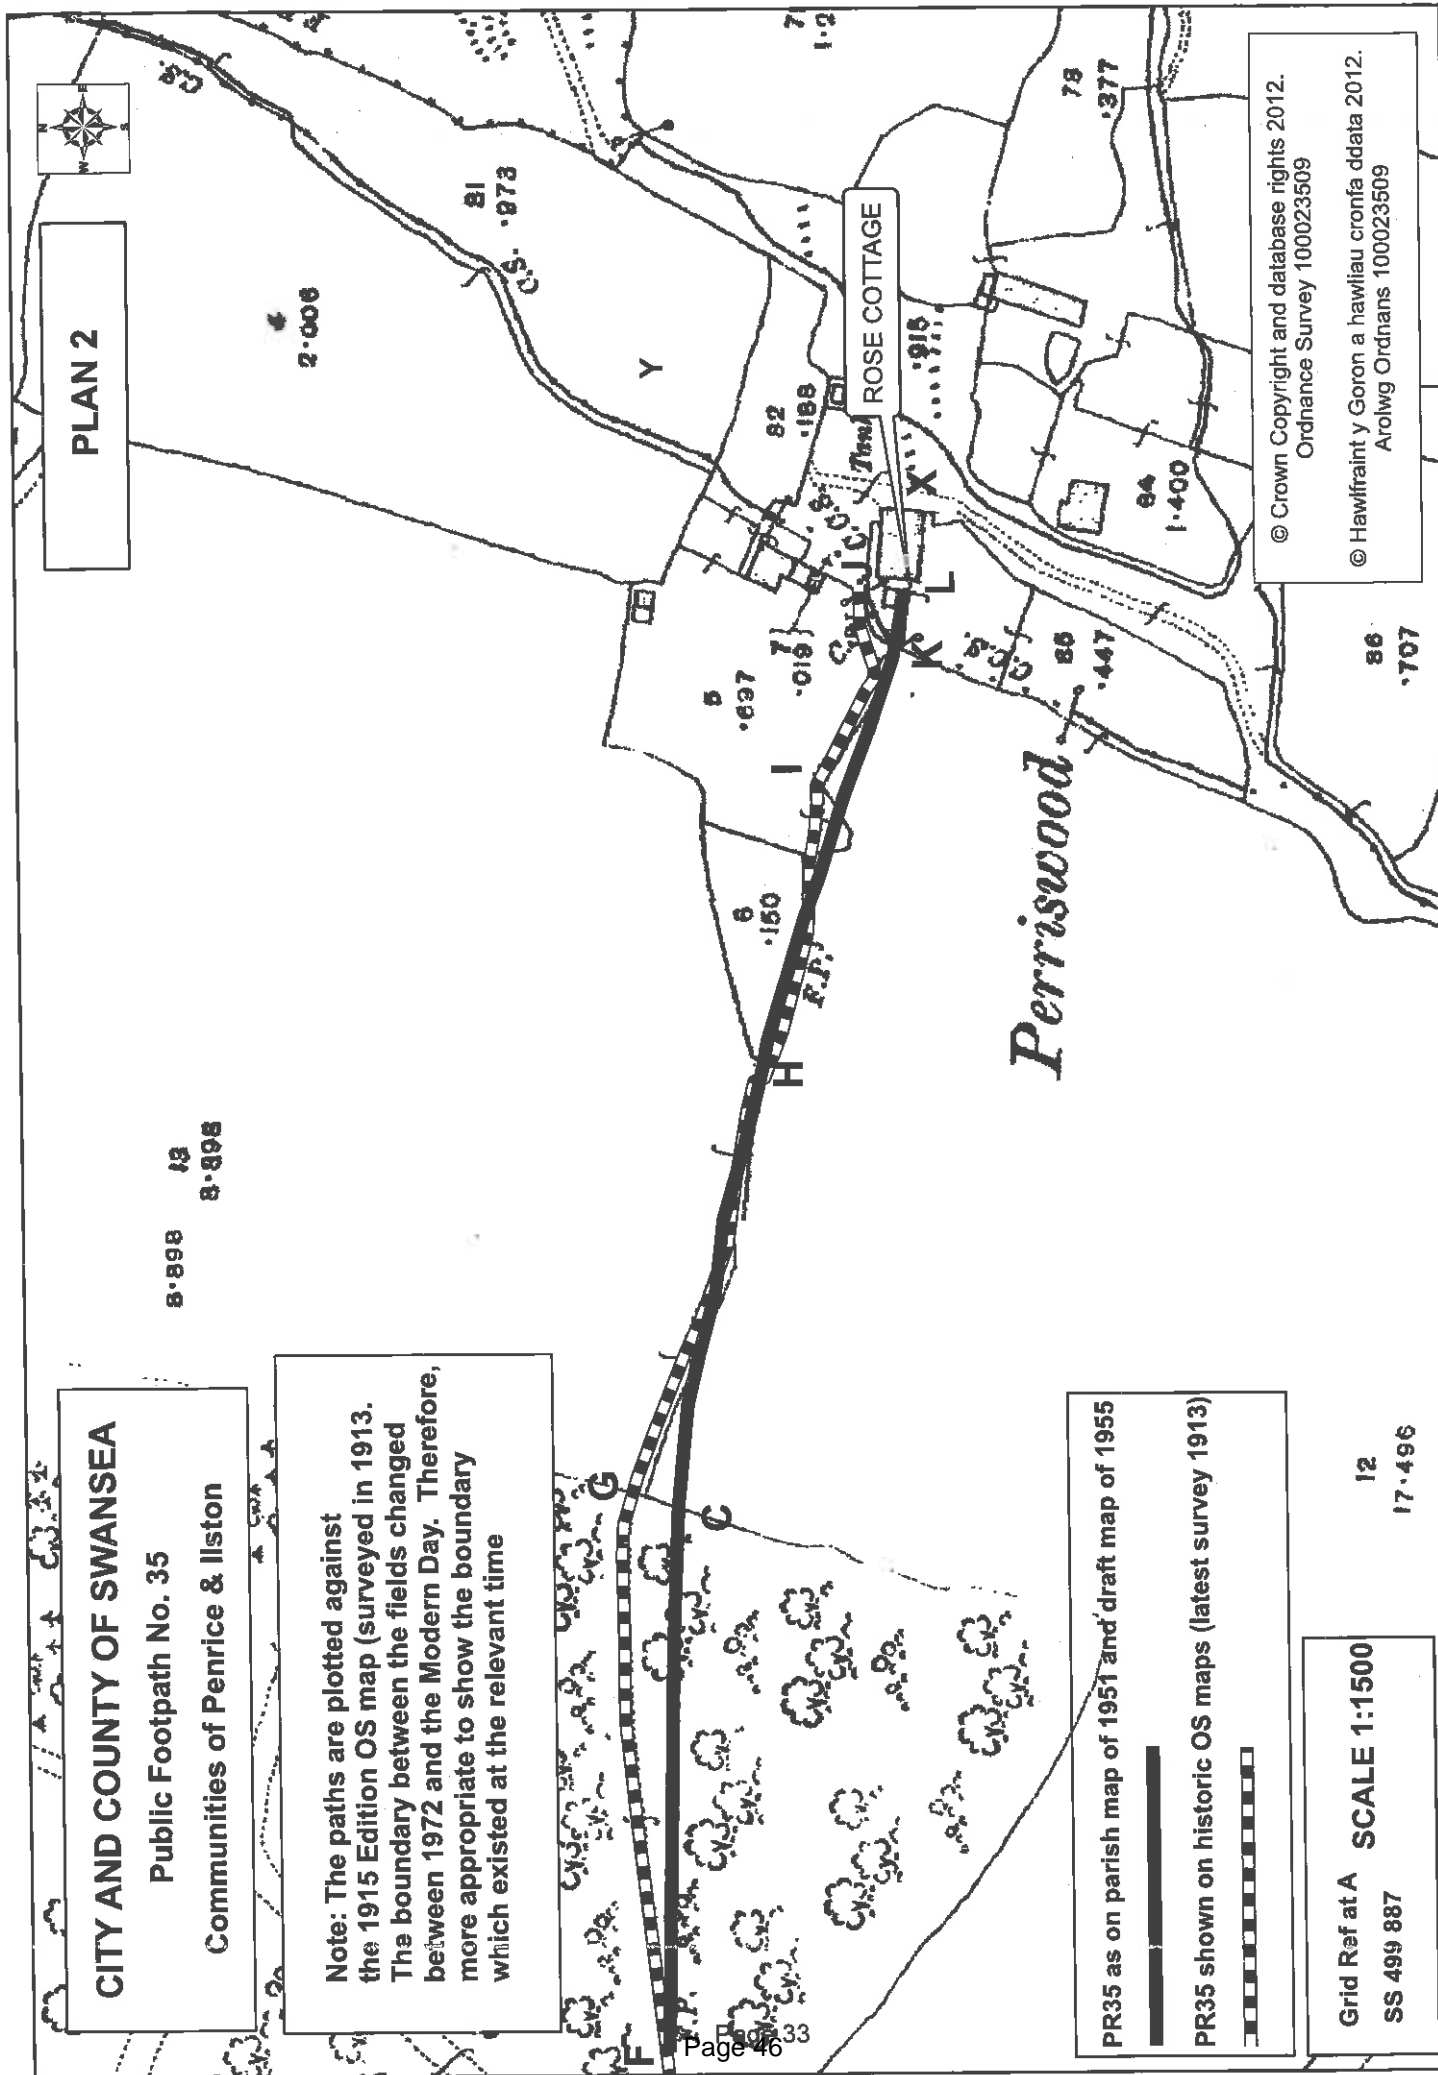 CITY AND COUNTY OF SWANSEA
Public Footpath No. 35
Communities of Penrice & Ilston
Note: The paths are plotted against
the 1915 Edition OS map (surveyed in 1913.
The boundary between the fields changed
between 1972 and the Modern Day. Therefore,
more appropriate to show the boundary
which existed at the relevant time
PLAN 2
N
E
S
W
8·898
13
8·898
2·006
C.S.
81
·973
C.S.
Y
82
·188
5
·697
7
·019
6
·150
F.P.
F.P.
F
G
C
H
I
J
K
L
X
ROSE COTTAGE
·915
78
·377
84
1·400
85
·447
86
·707
Perriswood
12
17·496
PR35 as on parish map of 1951 and draft map of 1955
PR35 shown on historic OS maps (latest survey 1913)
Grid Ref at A SCALE 1:1500
SS 499 887
© Crown Copyright and database rights 2012.
Ordnance Survey 100023509
© Hawlfraint y Goron a hawliau cronfa ddata 2012.
Arolwg Ordnans 100023509
Page 33
Page 46